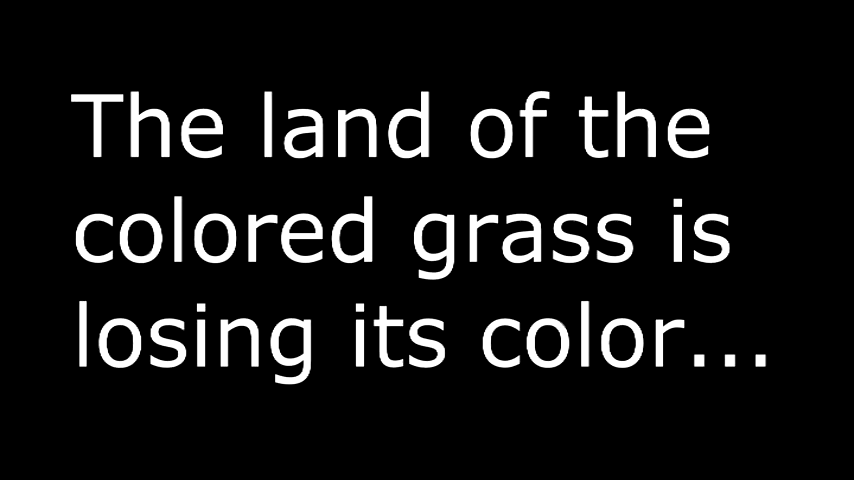 The land of the
colored grass is
losing its color...